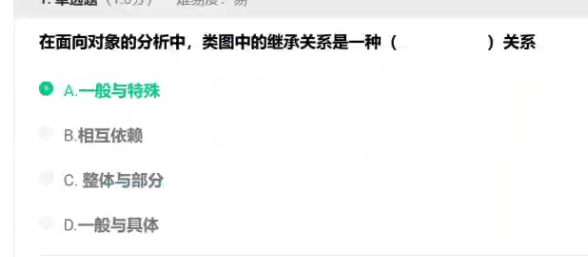 1. 单选题（1.0分） 难易度：易
在面向对象的分析中，类图中的继承关系是一种（ ）关系
A.一般与特殊
B.相互依赖
C. 整体与部分
D.一般与具体